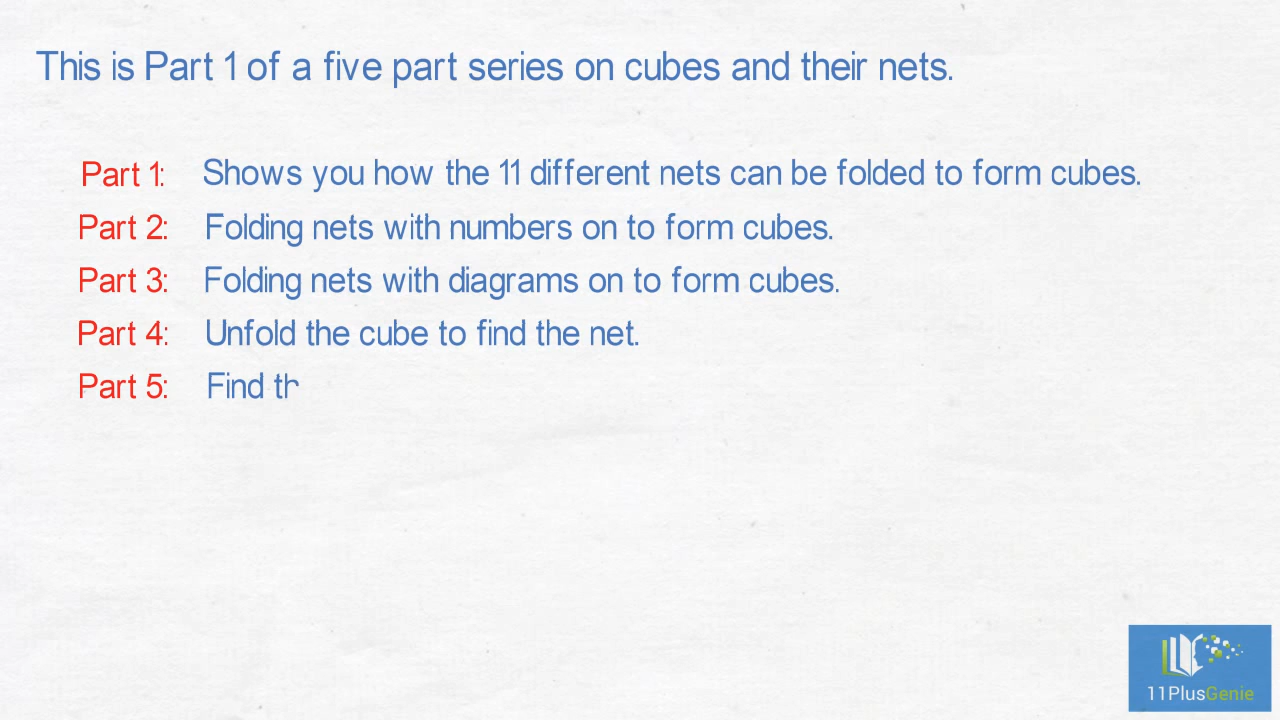 This is Part 1 of a five part series on cubes and their nets.
Part 1: Shows you how the 11 different nets can be folded to form cubes.
Part 2: Folding nets with numbers on to form cubes.
Part 3: Folding nets with diagrams on to form cubes.
Part 4: Unfold the cube to find the net.
Part 5: Find
11PlusGenie